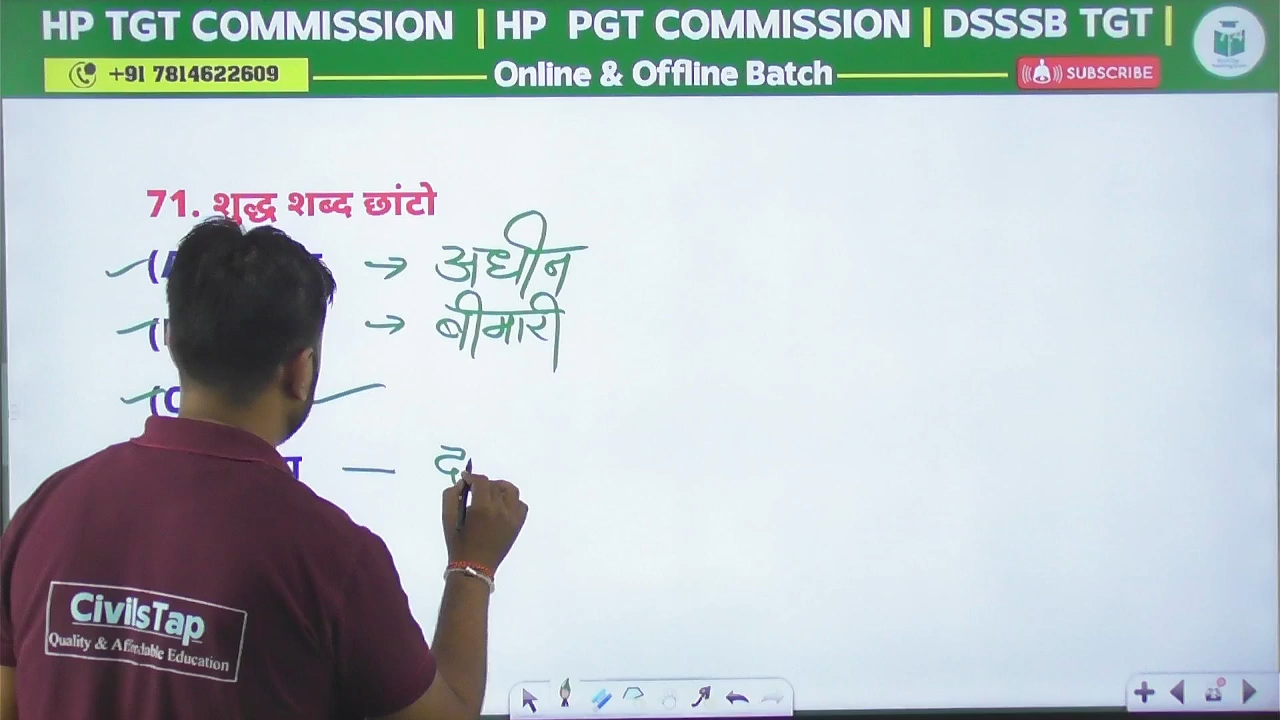 HP TGT COMMISSION | HP PGT COMMISSION | DSSSB TGT |
+91 7814622609
Online & Offline Batch
SUBSCRIBE
71. शुद्ध शब्द छांटो
→ अधीन
→ बीमारी
— द
CivilsTap
Quality & Affordable Education